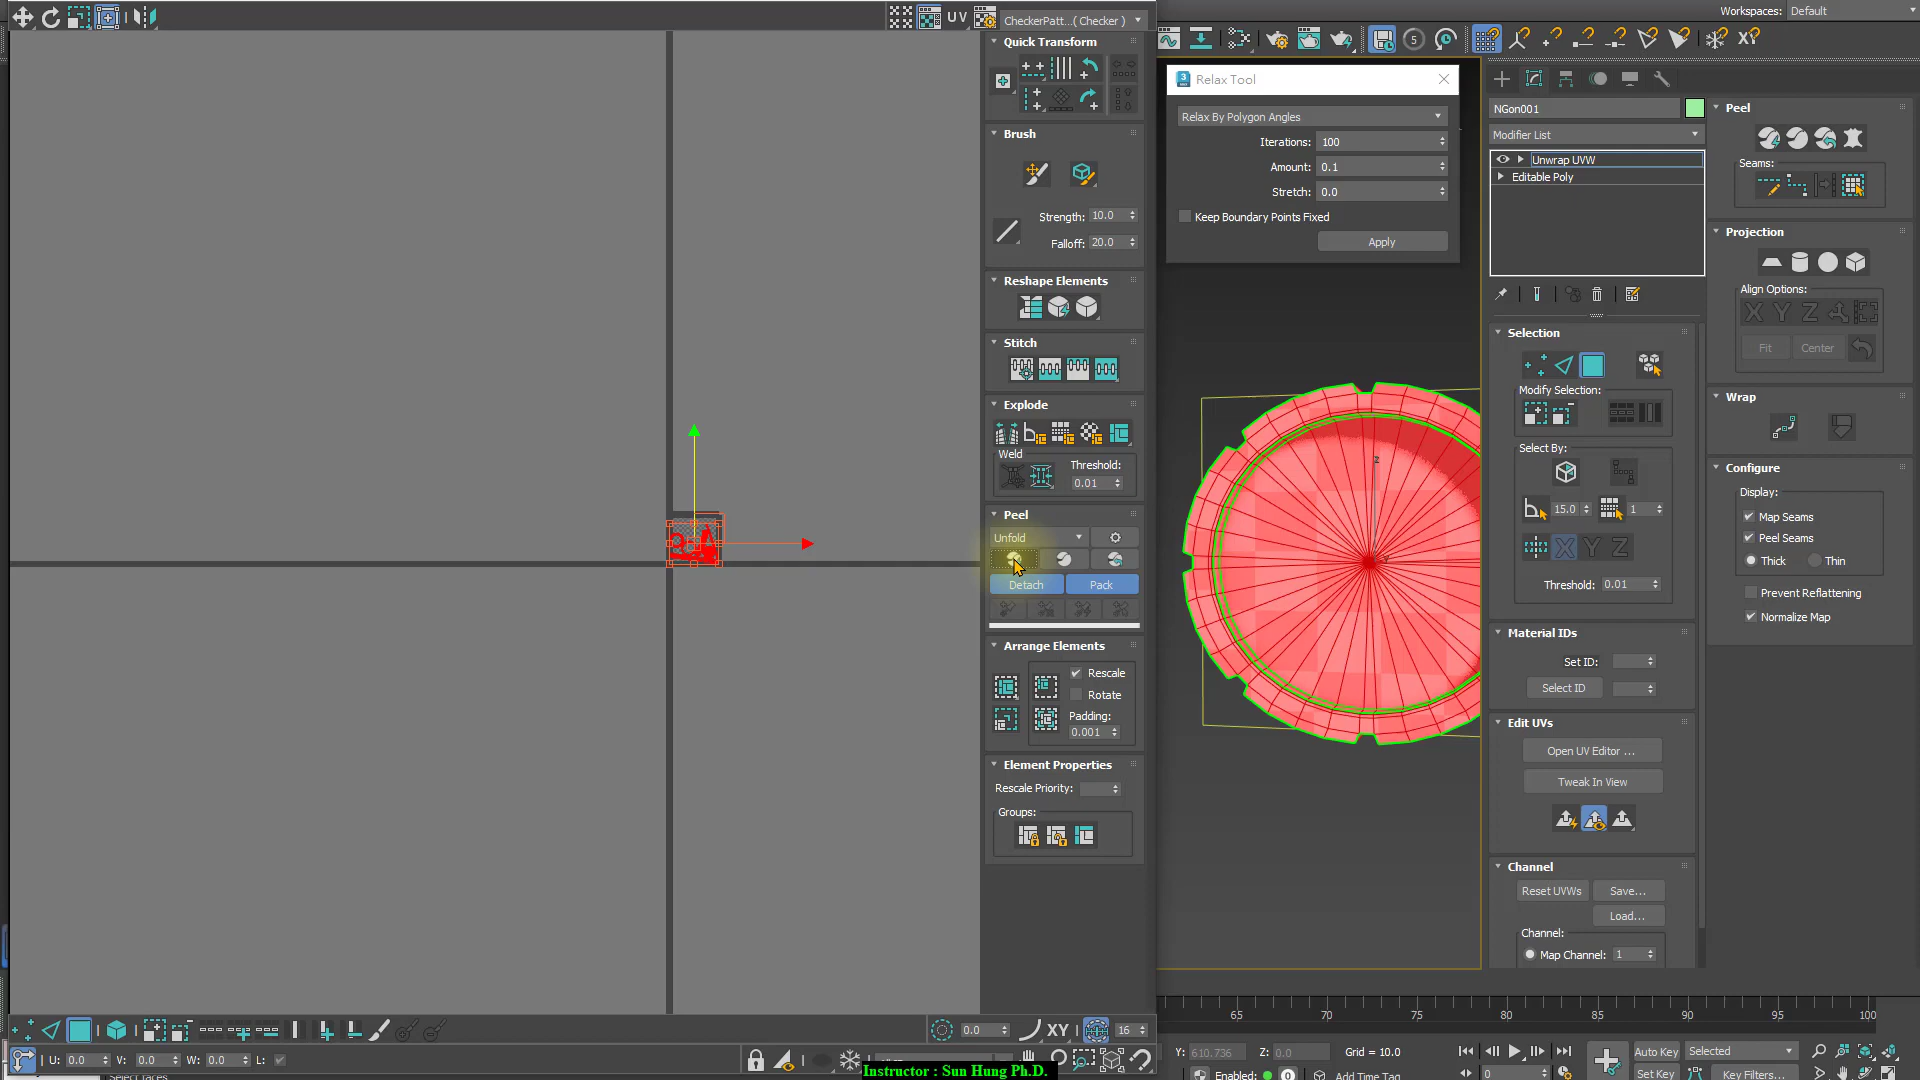 Workspaces: Default
UV CheckerPatt...( Checker )
5
XY
Quick Transform
Brush
Strength: 10.0
Falloff: 20.0
Reshape Elements
Stitch
Explode
Weld
Threshold:
0.01
Peel
Unfold
Detach Pack
Arrange Elements
Rescale
Rotate
Padding:
0.001
Element Properties
Rescale Priority:
Groups:
Relax Tool
Relax By Polygon Angles
Iterations: 100
Amount: 0.1
Stretch: 0.0
Keep Boundary Points Fixed
Apply
z
NGon001
Modifier List
Unwrap UVW
Editable Poly
Selection
Modify Selection:
Select By:
15.0 1
X Y Z
Threshold: 0.01
Material IDs
Set ID:
Select ID
Edit UVs
Open UV Editor ...
Tweak In View
Channel
Reset UVWs Save...
Load...
Channel:
Map Channel: 1
Peel
Seams:
Projection
Align Options:
X Y Z
Fit Center
Wrap
Configure
Display:
Map Seams
Peel Seams
Thick Thin
Prevent Reflattening
Normalize Map
65 70 75 80 85 90 95 100
0.0 XY 16
U: 0.0 V: 0.0 W: 0.0 L:
Y: 610.736 Z: 0.0 Grid = 10.0
Auto Key Selected
Set Key Key Filters...
Enabled: 0 Add Time Tag
0
Select faces
Instructor : Sun Hung Ph.D.